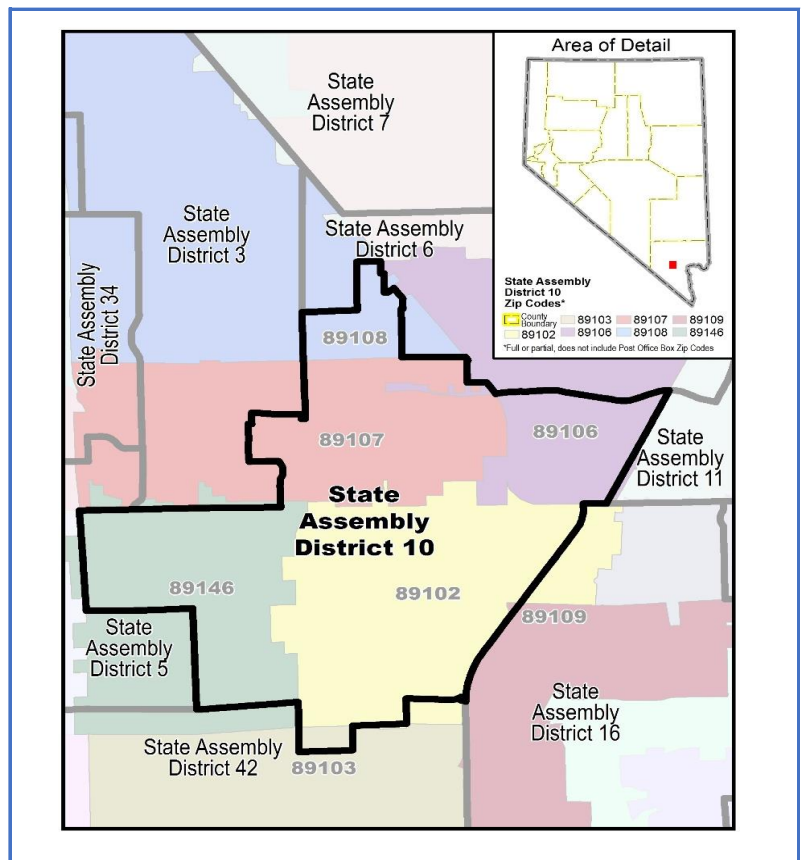 Area of Detail
State
Assembly
District 7
State
Assembly
District 3
State Assembly
District 6
State Assembly
District 34
State Assembly
District 10
Zip Codes*
County
Boundary
89103
89107
89109
89102
89106
89108
89146
*Full or partial, does not include Post Office Box Zip Codes
89108
89107
89106
State
Assembly
District 11
State
Assembly
District 10
89146
89102
89109
State
Assembly
District 5
State
Assembly
District 16
State Assembly
District 42
89103